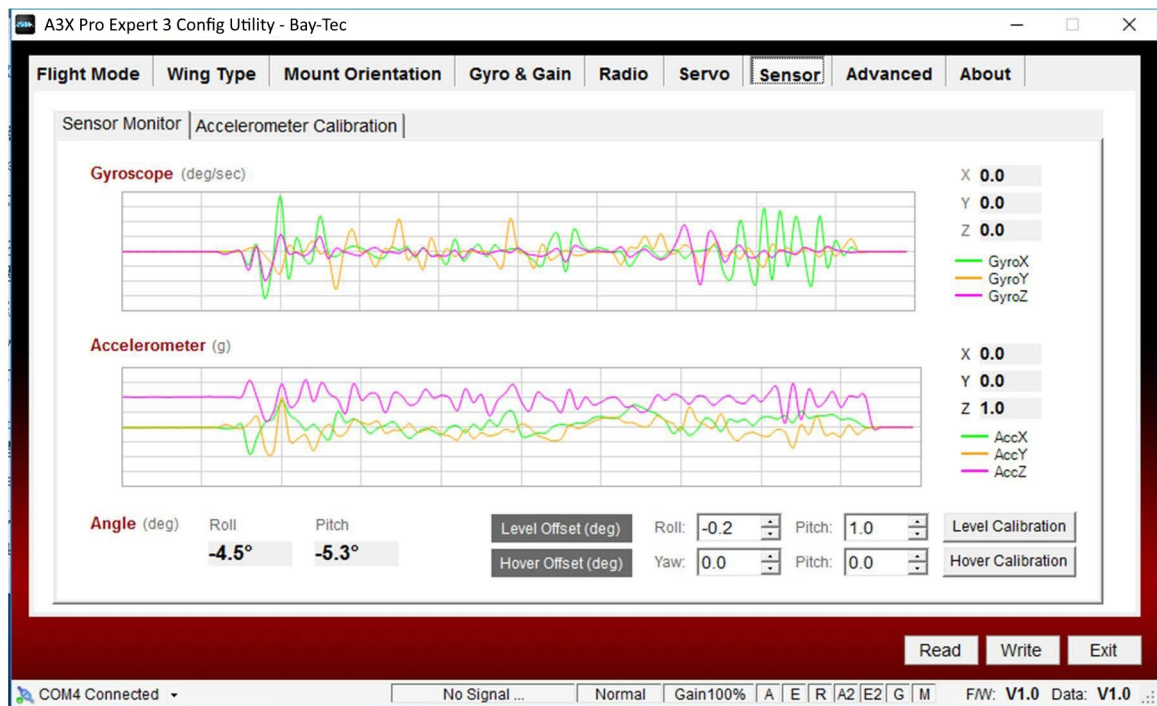 A3X Pro Expert 3 Config Utility - Bay-Tec
Flight Mode Wing Type Mount Orientation Gyro & Gain Radio Servo Sensor Advanced About
Sensor Monitor Accelerometer Calibration
Gyroscope (deg/sec)
X 0.0
Y 0.0
Z 0.0
GyroX
GyroY
GyroZ
Accelerometer (g)
X 0.0
Y 0.0
Z 1.0
AccX
AccY
AccZ
Angle (deg) Roll Pitch
-4.5° -5.3°
Level Offset (deg) Roll: -0.2 Pitch: 1.0 Level Calibration
Hover Offset (deg) Yaw: 0.0 Pitch: 0.0 Hover Calibration
Read Write Exit
COM4 Connected No Signal ... Normal Gain100% A E R A2 E2 G M F/W: V1.0 Data: V1.0